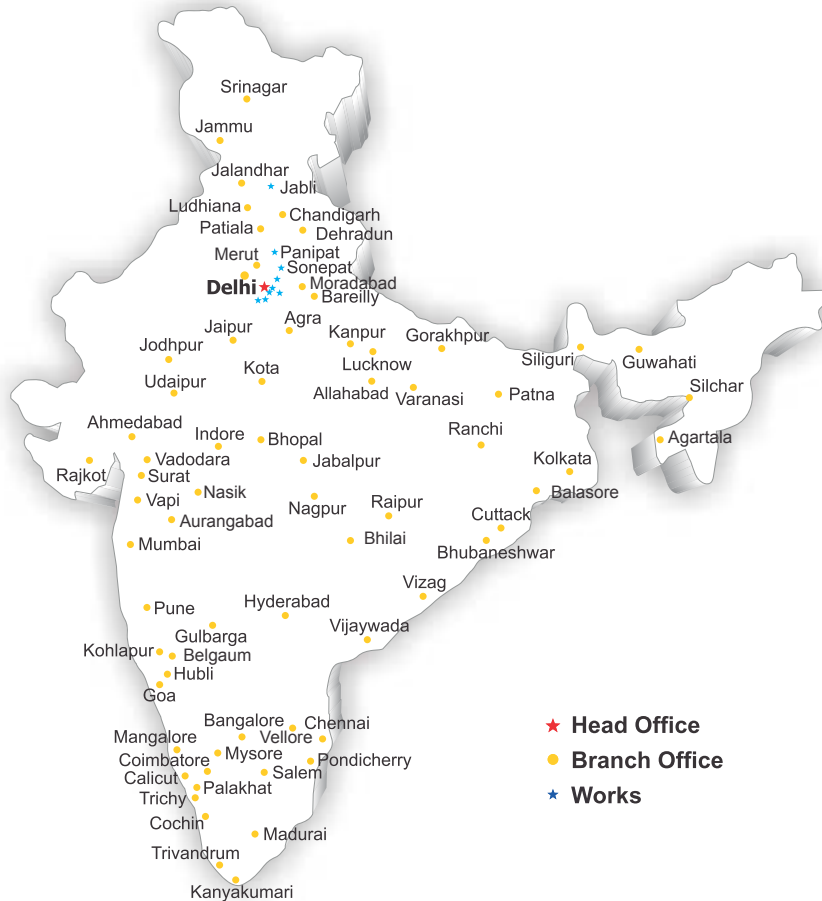 Srinagar
Jammu
Jalandhar
Jabli
Ludhiana
Chandigarh
Patiala
Dehradun
Merut
Panipat
Sonepat
Delhi
Moradabad
Bareilly
Agra
Jaipur
Kanpur
Gorakhpur
Jodhpur
Lucknow
Siliguri
Guwahati
Kota
Udaipur
Allahabad
Varanasi
Patna
Silchar
Ahmedabad
Indore
Bhopal
Ranchi
Agartala
Vadodara
Jabalpur
Kolkata
Rajkot
Surat
Nasik
Balasore
Vapi
Nagpur
Raipur
Aurangabad
Cuttack
Mumbai
Bhilai
Bhubaneshwar
Vizag
Pune
Hyderabad
Gulbarga
Vijaywada
Kohlapur
Belgaum
Hubli
Goa
Bangalore
Chennai
Mangalore
Vellore
Coimbatore
Mysore
Pondicherry
Calicut
Salem
Palakhat
Trichy
Cochin
Madurai
Trivandrum
Kanyakumari
Head Office
Branch Office
Works